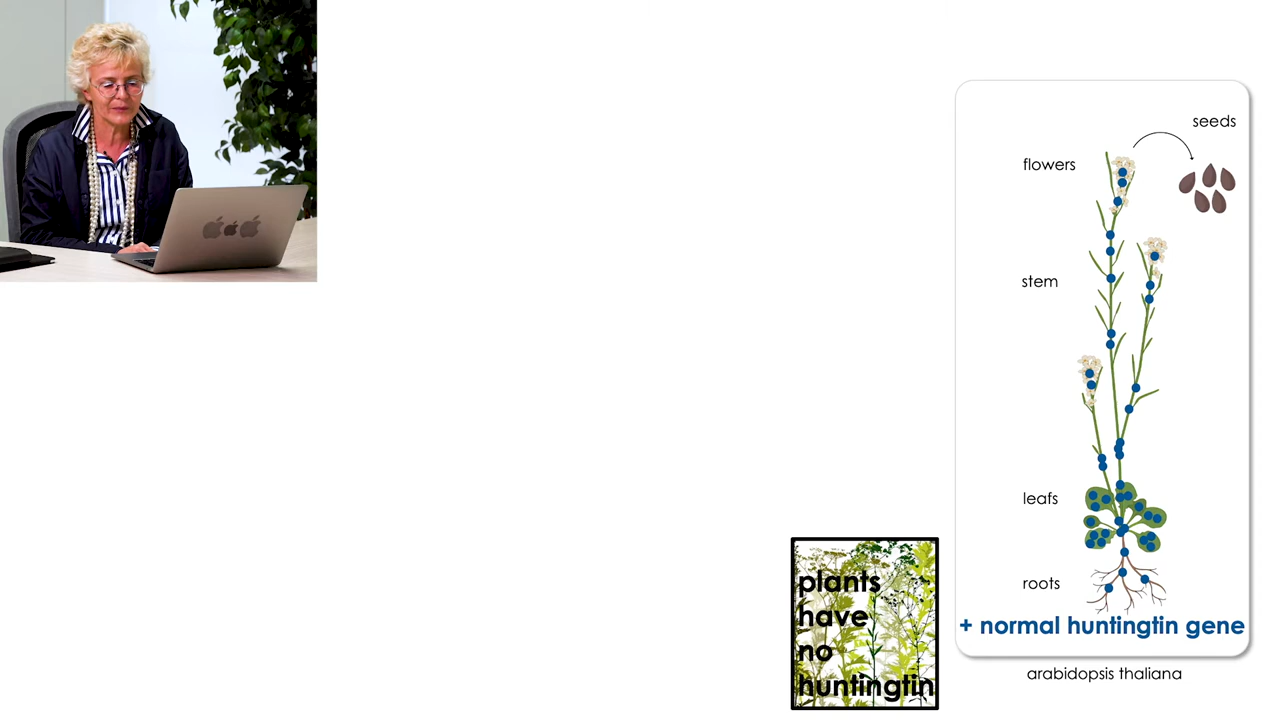 seeds
flowers
stem
leafs
roots
+ normal huntingtin gene
arabidopsis thaliana
plants
have
no
huntingtin